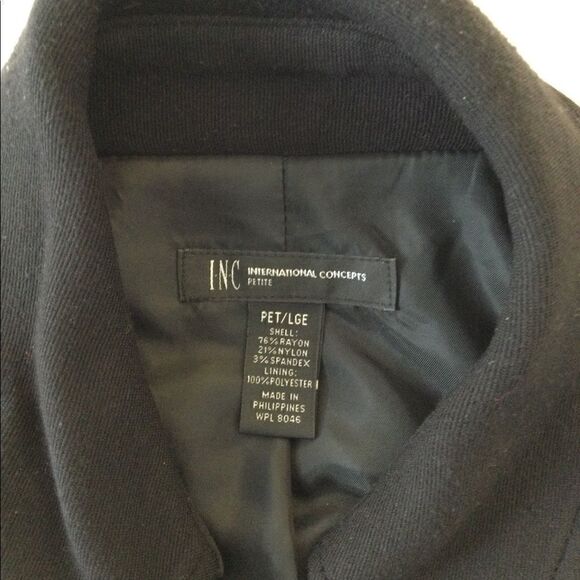 I·N·C INTERNATIONAL CONCEPTS
PETITE
PET/LGE
SHELL:
76%RAYON
21%NYLON
3%SPANDEX
LINING:
100%POLYESTER
MADE IN
PHILIPPINES
WPL 8046